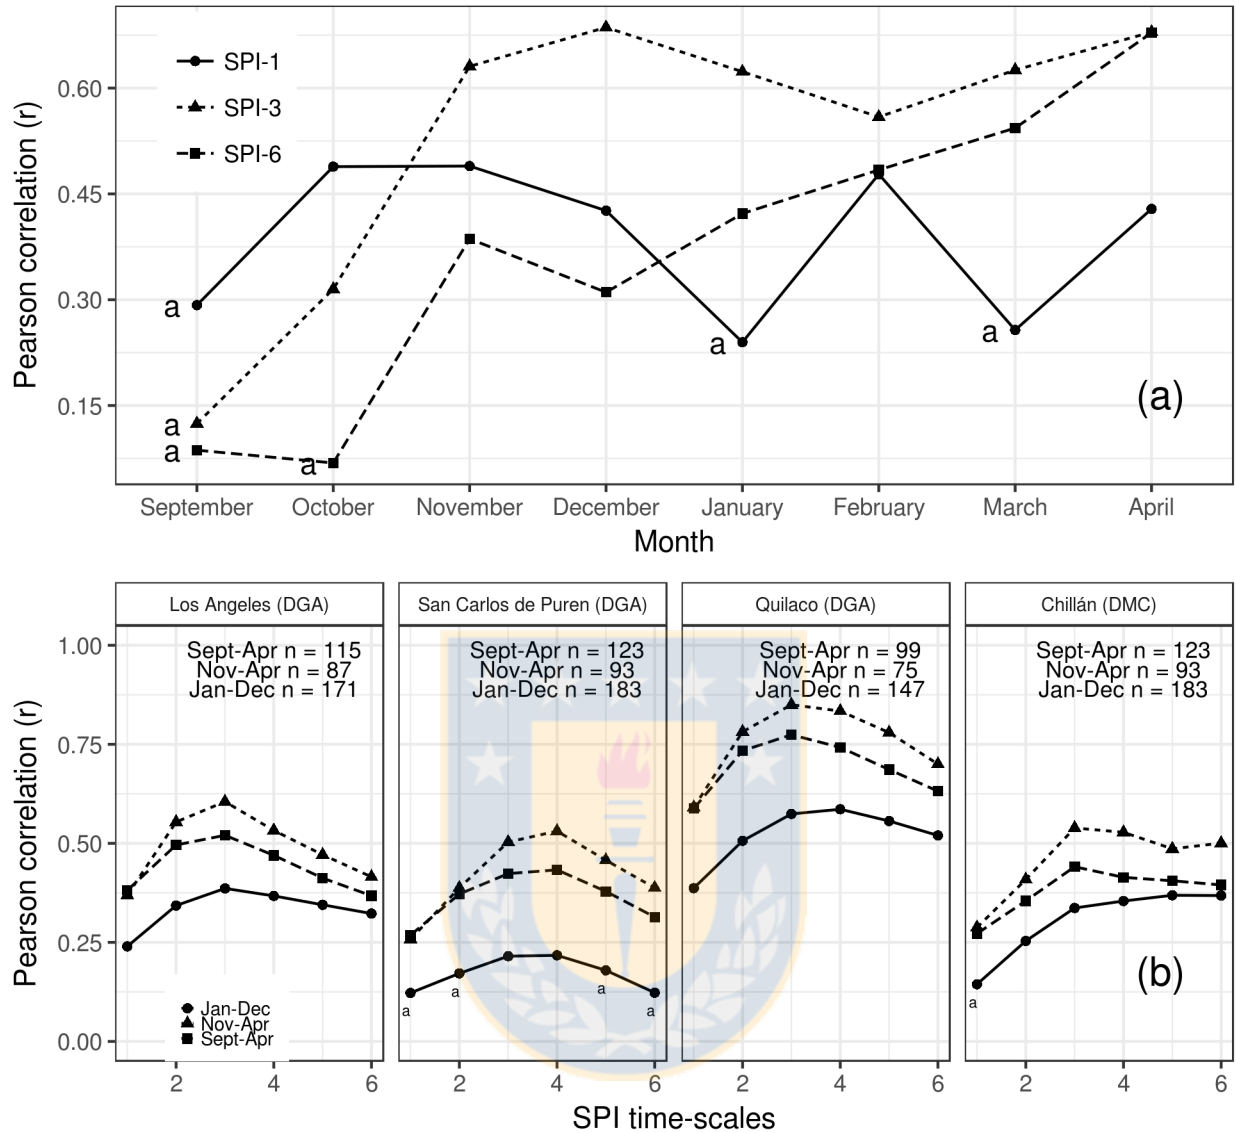 SPI-1
SPI-3
SPI-6
Pearson correlation (r)
0.60
0.45
0.30
0.15
a
a
a
a
a
a
(a)
September October November December January February March April
Month
Los Angeles (DGA) San Carlos de Puren (DGA) Quilaco (DGA) Chillán (DMC)
Sept-Apr n = 115
Nov-Apr n = 87
Jan-Dec n = 171
Sept-Apr n = 123
Nov-Apr n = 93
Jan-Dec n = 183
Sept-Apr n = 99
Nov-Apr n = 75
Jan-Dec n = 147
Sept-Apr n = 123
Nov-Apr n = 93
Jan-Dec n = 183
Pearson correlation (r)
1.00
0.75
0.50
0.25
0.00
Jan-Dec
Nov-Apr
Sept-Apr
a
a
a
a
a
(b)
2 4 6 2 4 6 2 4 6 2 4 6
SPI time-scales